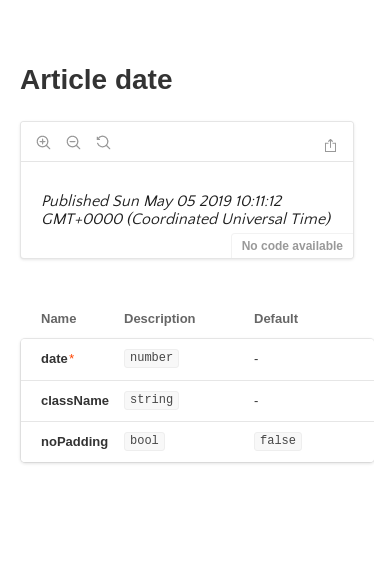 Article date
Published Sun May 05 2019 10:11:12
GMT+0000 (Coordinated Universal Time)
No code available
Name Description Default
date* number -
className string -
noPadding bool false